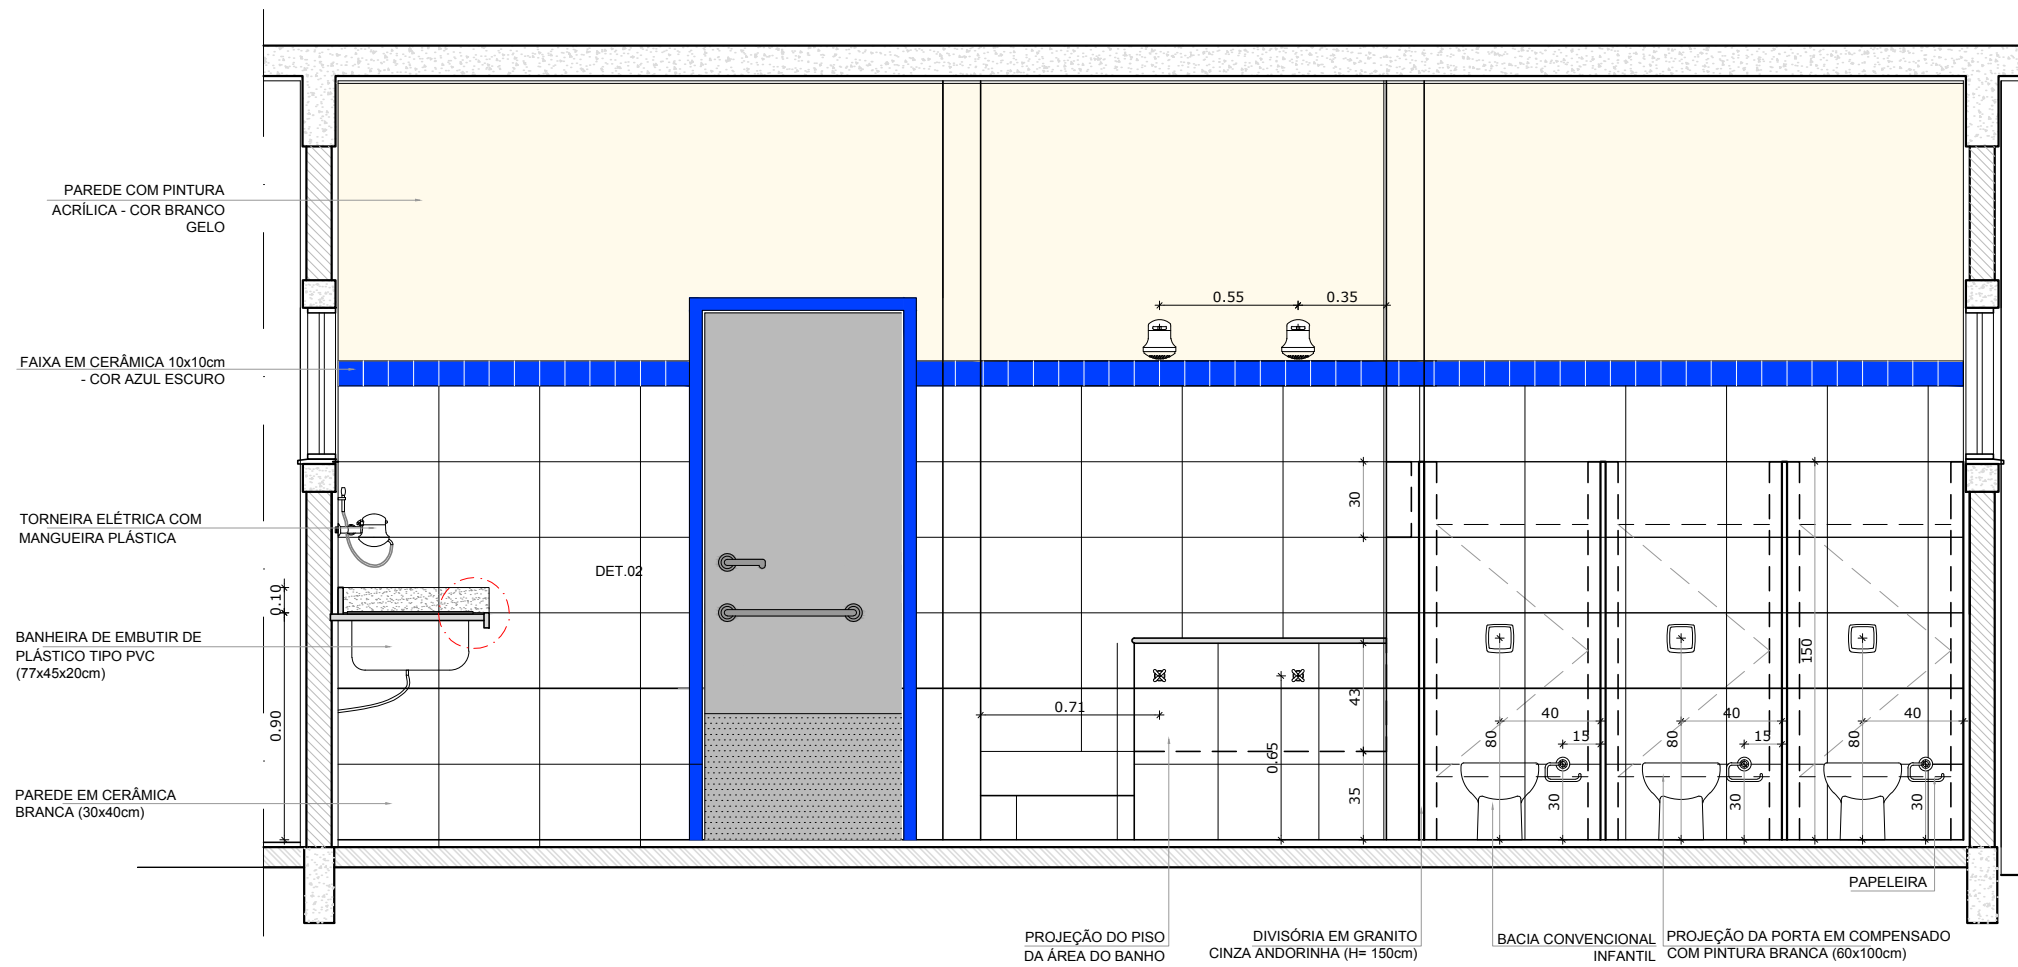 PAREDE COM PINTURA
ACRÍLICA - COR BRANCO
GELO
0.55
0.35
FAIXA EM CERÂMICA 10x10cm
- COR AZUL ESCURO
30
TORNEIRA ELÉTRICA COM
MANGUEIRA PLÁSTICA
DET.02
0.10
BANHEIRA DE EMBUTIR DE
PLÁSTICO TIPO PVC
(77x45x20cm)
150
43
0.71
0.90
40
40
40
80
80
80
15
15
0.65
PAREDE EM CERÂMICA
BRANCA (30x40cm)
35
30
30
30
PAPELEIRA
PROJEÇÃO DO PISO
DA ÁREA DO BANHO
DIVISÓRIA EM GRANITO
CINZA ANDORINHA (H= 150cm)
BACIA CONVENCIONAL
INFANTIL
PROJEÇÃO DA PORTA EM COMPENSADO
COM PINTURA BRANCA (60x100cm)